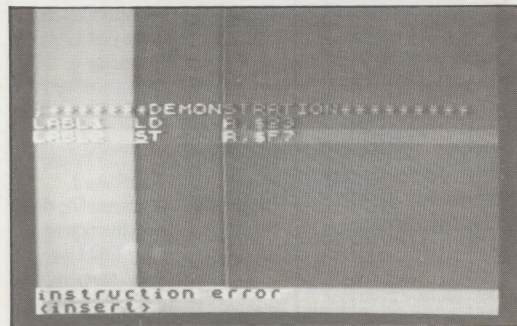 ;*******DEMONSTRATION*********
LABL1 LD A,$23
LABL2 ST A,$F7
instruction error
<insert>